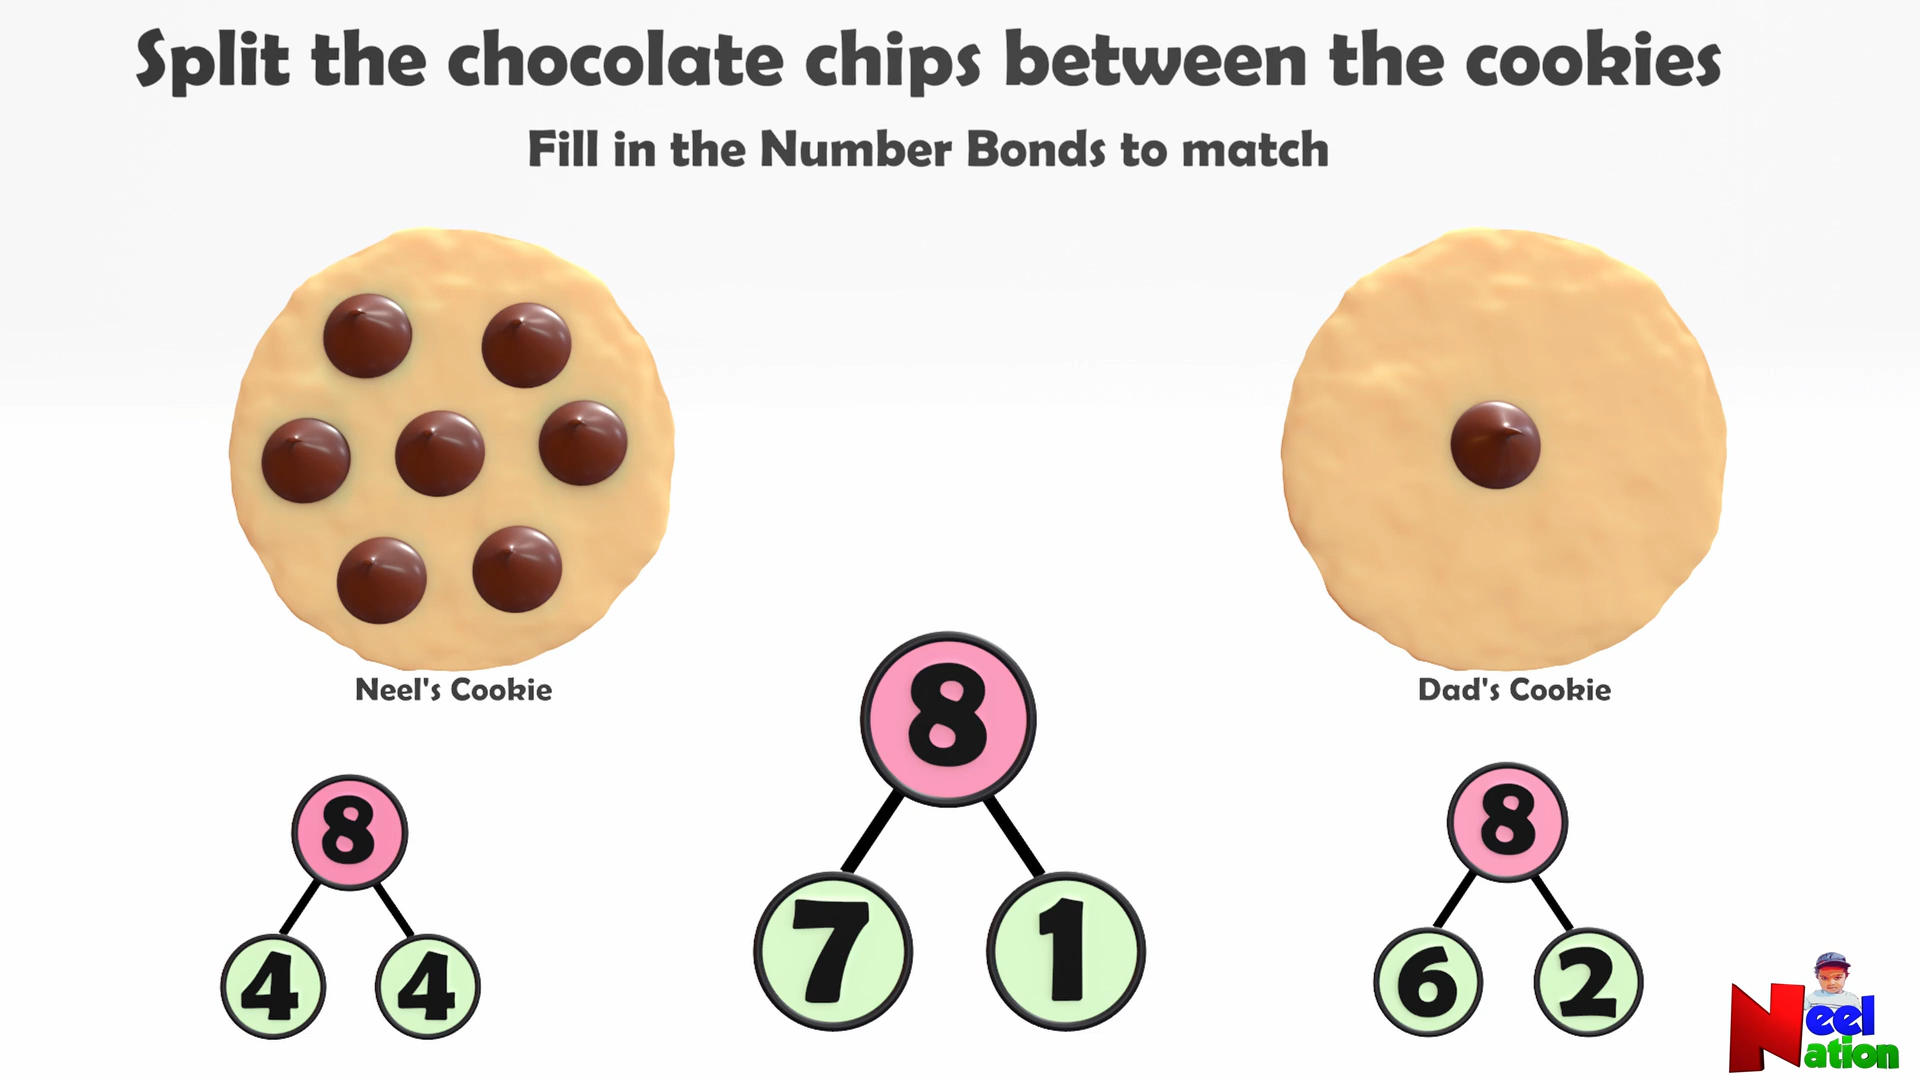 Split the chocolate chips between the cookies
Fill in the Number Bonds to match
Neel's Cookie
Dad's Cookie
8
4 4
8
7 1
8
6 2
Neel
Nation